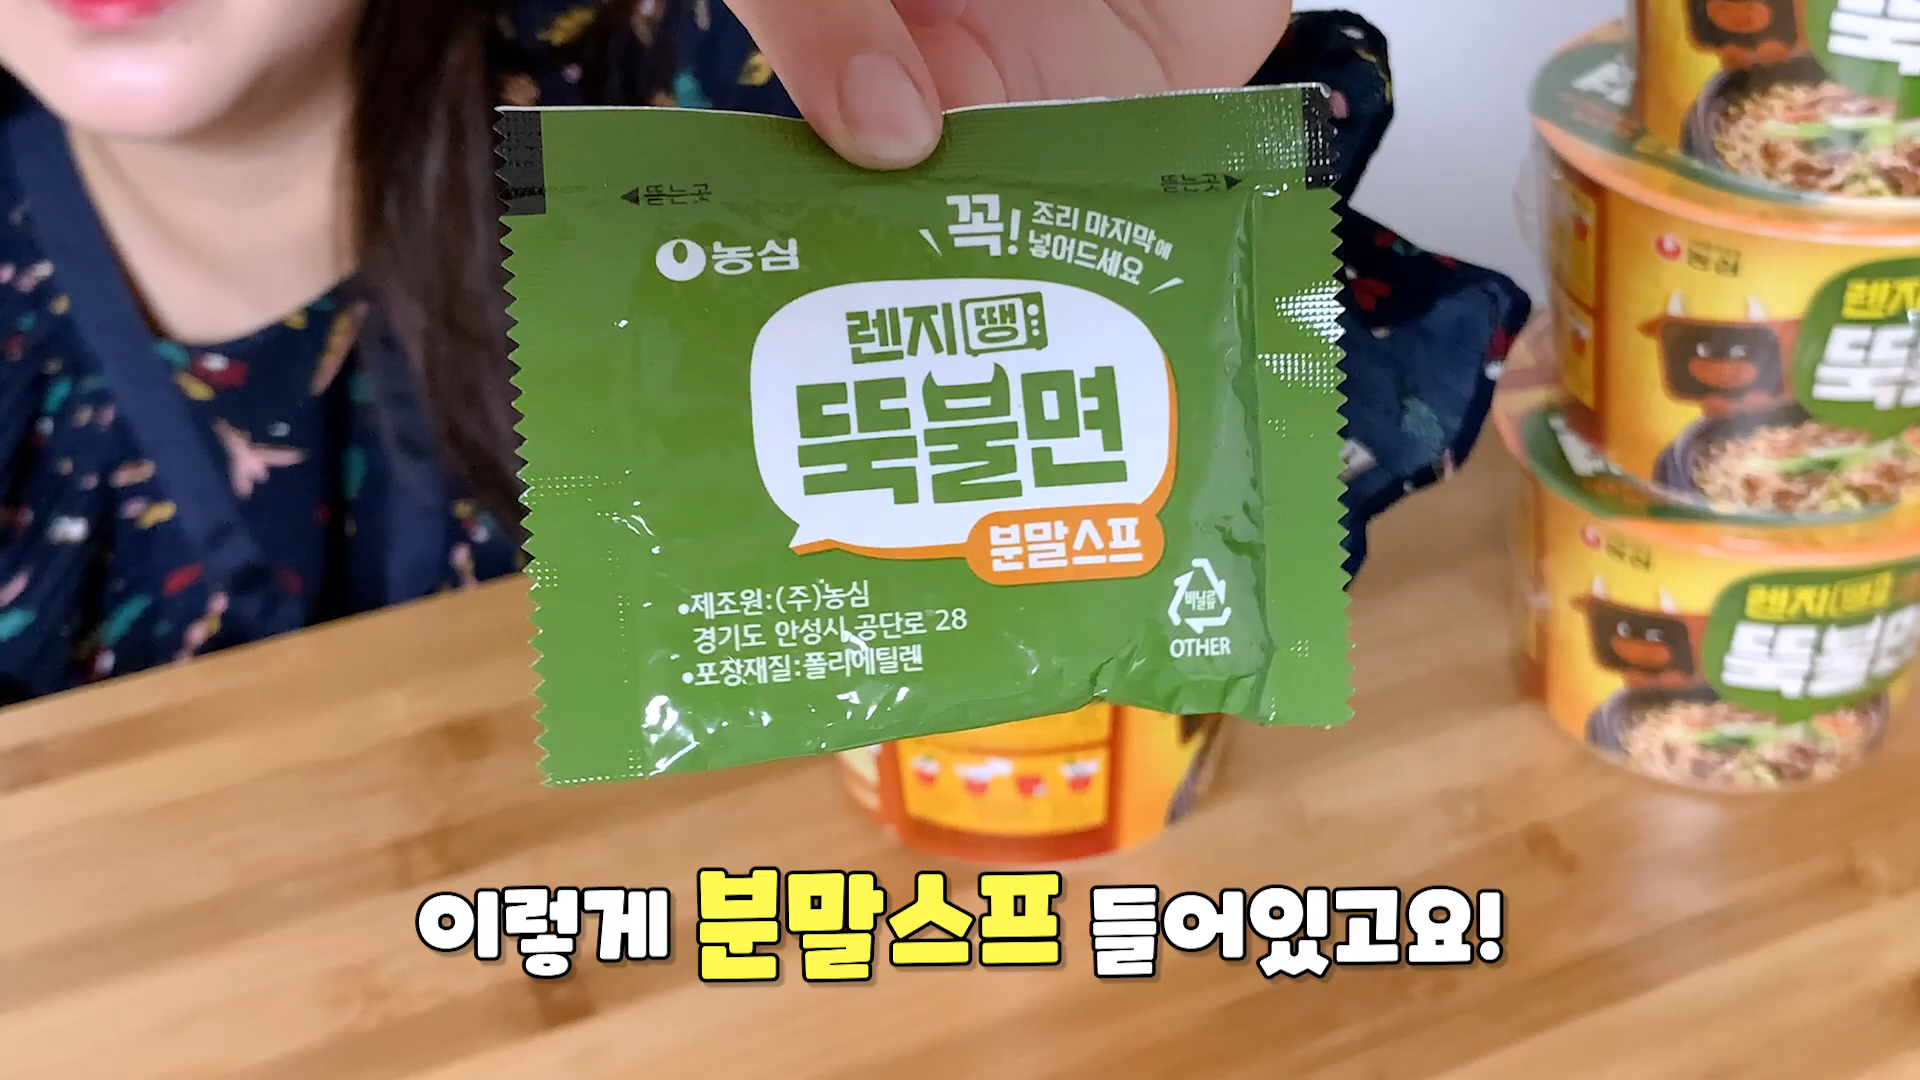 뜯는곳
뜯는곳
농심
꼭! 조리 마지막에
넣어드세요
렌지땡
뚝불면
분말스프
•제조원:(주)농심
경기도 안성시 공단로 28
•포장재질:폴리에틸렌
비닐류
OTHER
농심
렌지
농심
렌지땡
뚝불면
이렇게 분말스프 들어있고요!